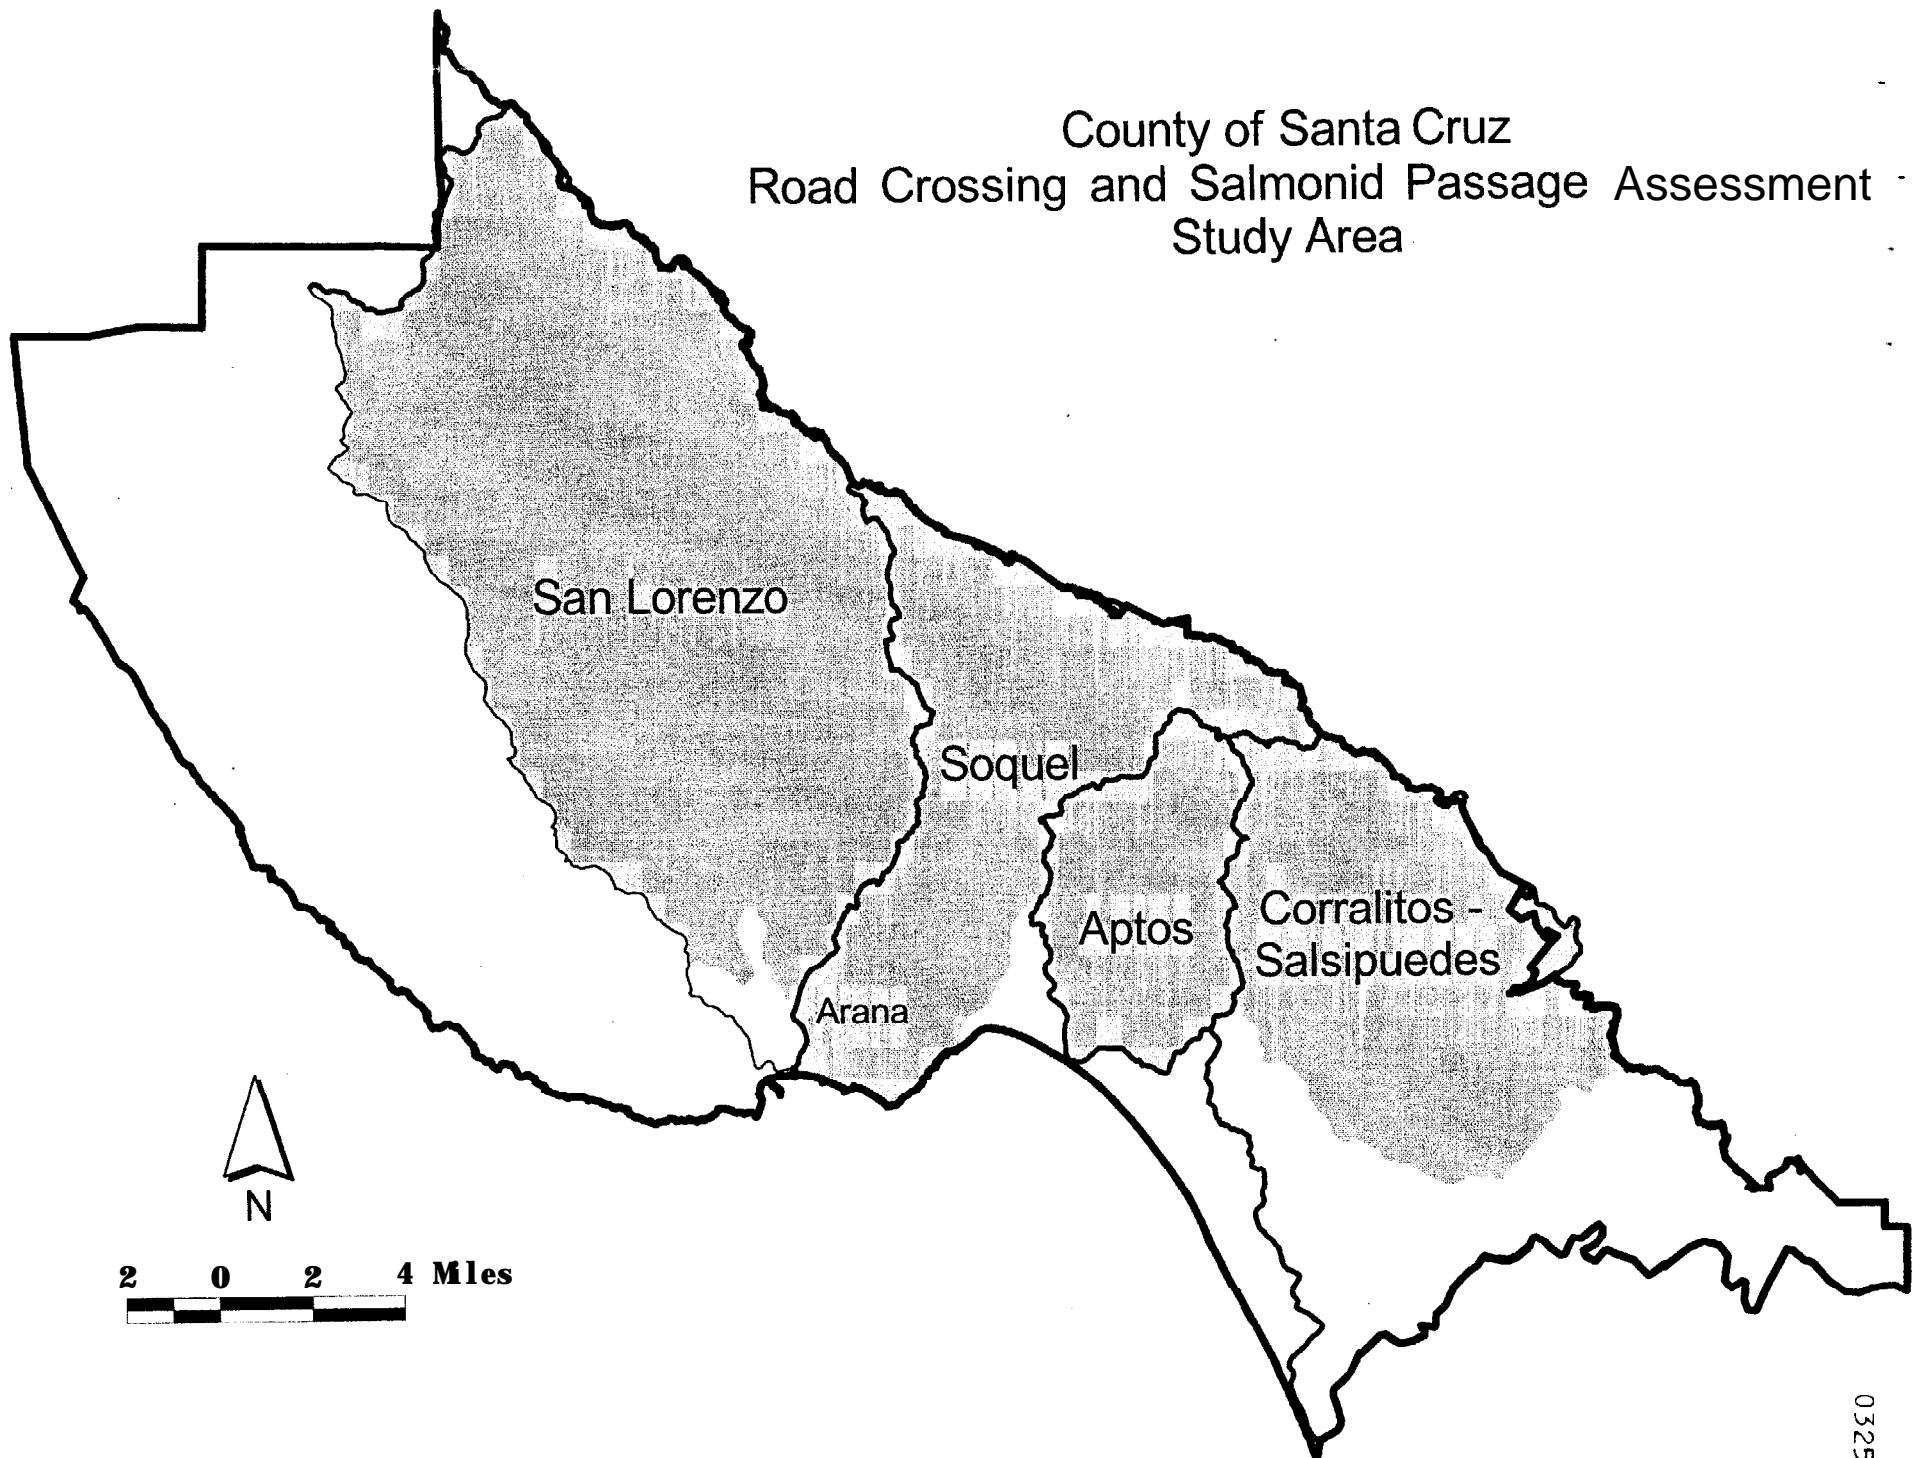 County of Santa Cruz
Road Crossing and Salmonid Passage Assessment
Study Area
San Lorenzo
Soquel
Aptos
Corralitos -
Salsipuedes
Arana
N
2 0 2 4 Miles
0325